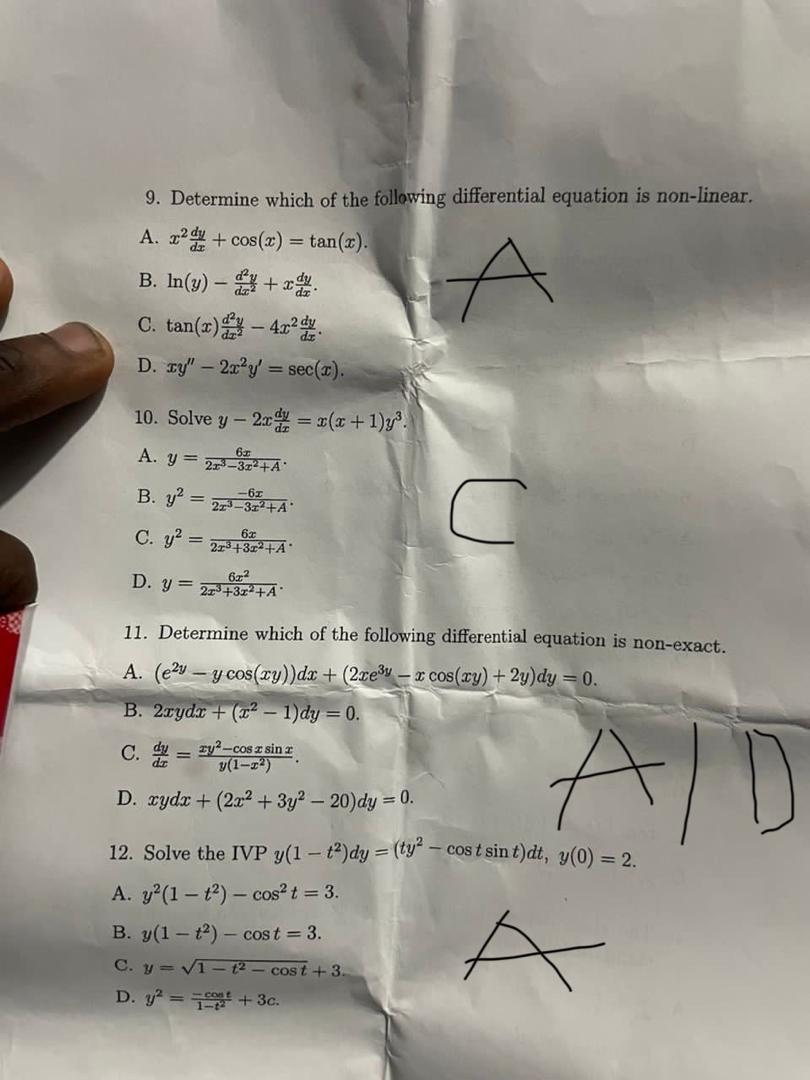 9. Determine which of the following differential equation is non-linear.
A. x² dy/dx + cos(x) = tan(x).
B. ln(y) − d²y/dx² + x dy/dx.
C. tan(x) d²y/dx² − 4x² dy/dx.
D. xy″ − 2x²y′ = sec(x).
A
10. Solve y − 2x dy/dx = x(x + 1)y³.
A. y = 6x/(2x³−3x²+A).
B. y² = −6x/(2x³−3x²+A).
C. y² = 6x/(2x³+3x²+A).
D. y = 6x²/(2x³+3x²+A).
C
11. Determine which of the following differential equation is non-exact.
A. (e²ʸ − y cos(xy))dx + (2xe³ʸ − x cos(xy) + 2y)dy = 0.
B. 2xydx + (x² − 1)dy = 0.
C. dy/dx = (xy²−cos x sin x)/(y(1−x²)).
D. xydx + (2x² + 3y² − 20)dy = 0.
A/D
12. Solve the IVP y(1 − t²)dy = (ty² − cos t sin t)dt, y(0) = 2.
A. y²(1 − t²) − cos² t = 3.
B. y(1 − t²) − cos t = 3.
C. y = √(1 − t² − cos t) + 3.
D. y² = −cos t/(1−t²) + 3c.
A